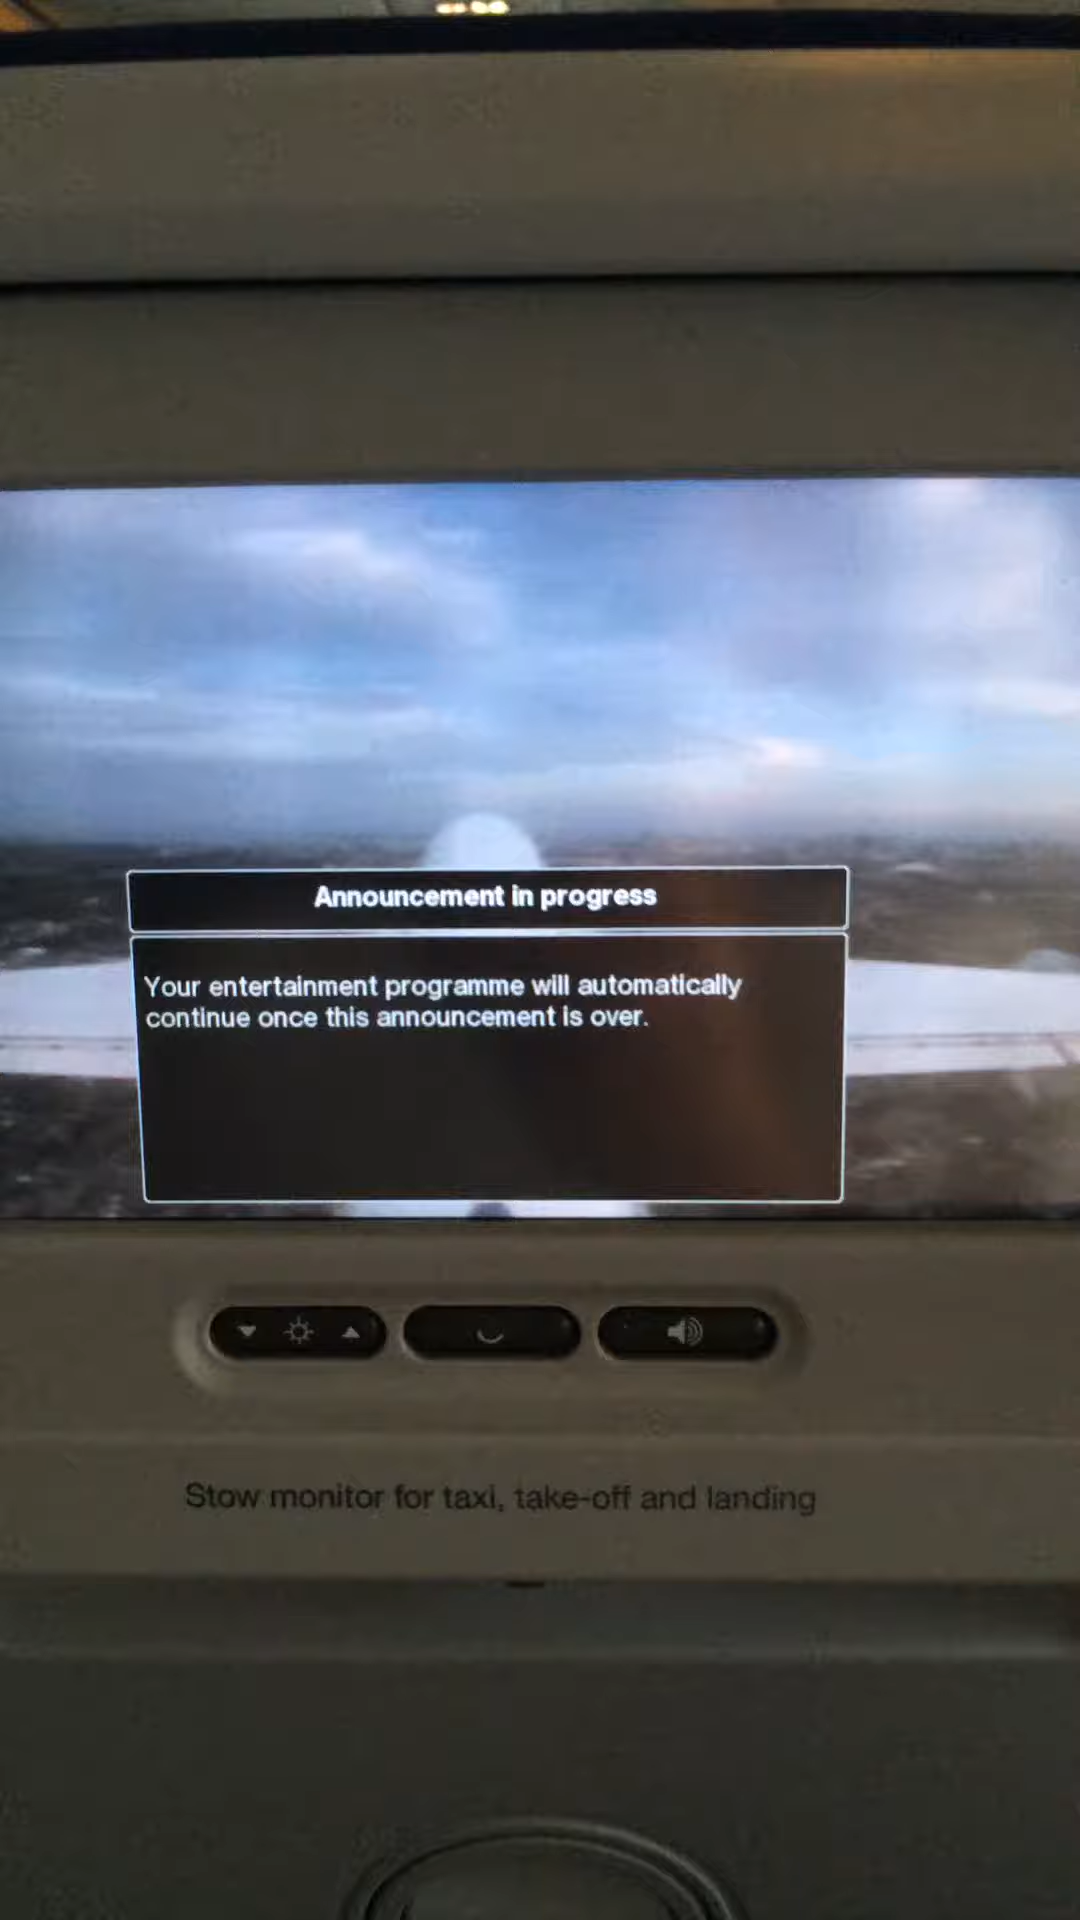 Announcement in progress
Your entertainment programme will automatically
continue once this announcement is over.
Stow monitor for taxi, take-off and landing